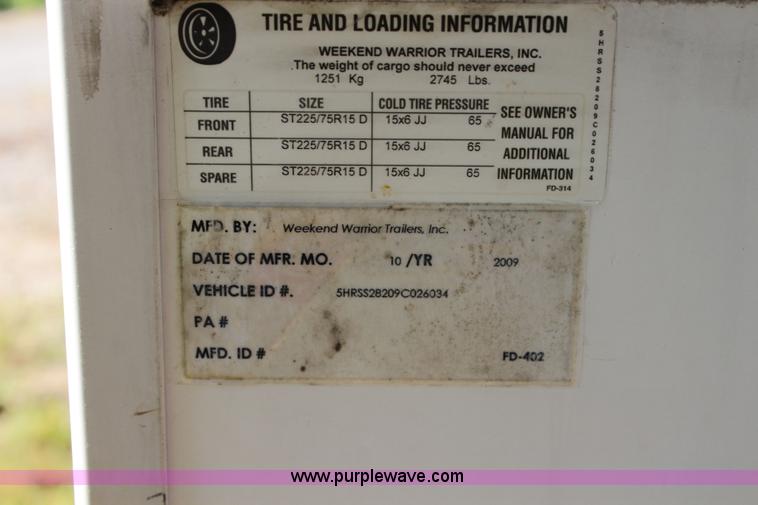 TIRE AND LOADING INFORMATION
WEEKEND WARRIOR TRAILERS, INC.
.The weight of cargo should never exceed
1251 Kg 2745 Lbs.
TIRE SIZE COLD TIRE PRESSURE
FRONT ST225/75R15 D 15x6 JJ 65
REAR ST225/75R15 D 15x6 JJ 65
SPARE ST225/75R15 D 15x6 JJ 65
SEE OWNER'S
MANUAL FOR
ADDITIONAL
INFORMATION
FD-314
5HRSS28209C026034
MFD. BY: Weekend Warrior Trailers, Inc.
DATE OF MFR. MO. 10 /YR 2009
VEHICLE ID #. 5HRSS28209C026034
PA #
MFD. ID # FD-402
www.purplewave.com